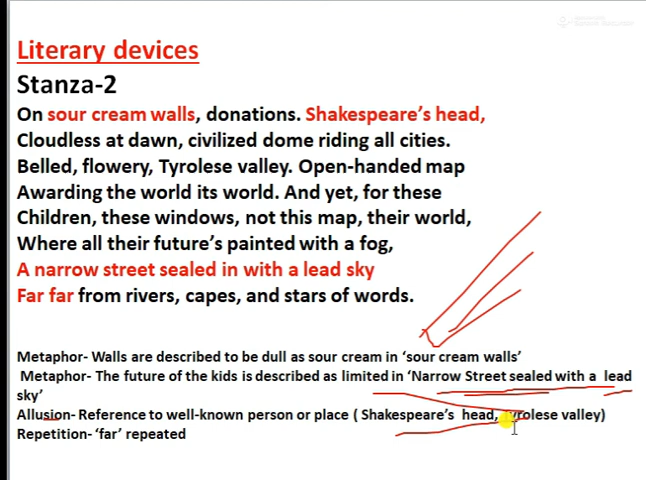 Literary devices
Stanza-2
On sour cream walls, donations. Shakespeare's head,
Cloudless at dawn, civilized dome riding all cities.
Belled, flowery, Tyrolese valley. Open-handed map
Awarding the world its world. And yet, for these
Children, these windows, not this map, their world,
Where all their future's painted with a fog,
A narrow street sealed in with a lead sky
Far far from rivers, capes, and stars of words.
Metaphor- Walls are described to be dull as sour cream in 'sour cream walls'
Metaphor- The future of the kids is described as limited in 'Narrow Street sealed with a lead
sky'
Allusion- Reference to well-known person or place ( Shakespeare's head, Tyrolese valley)
Repetition- 'far' repeated